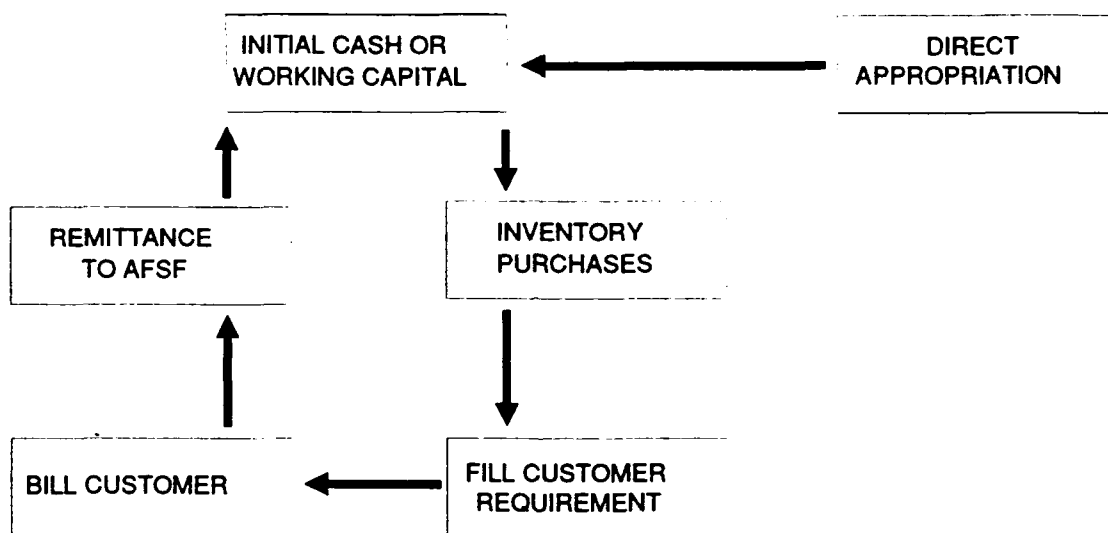 INITIAL CASH OR
WORKING CAPITAL
DIRECT
APPROPRIATION
REMITTANCE
TO AFSF
INVENTORY
PURCHASES
BILL CUSTOMER
FILL CUSTOMER
REQUIREMENT